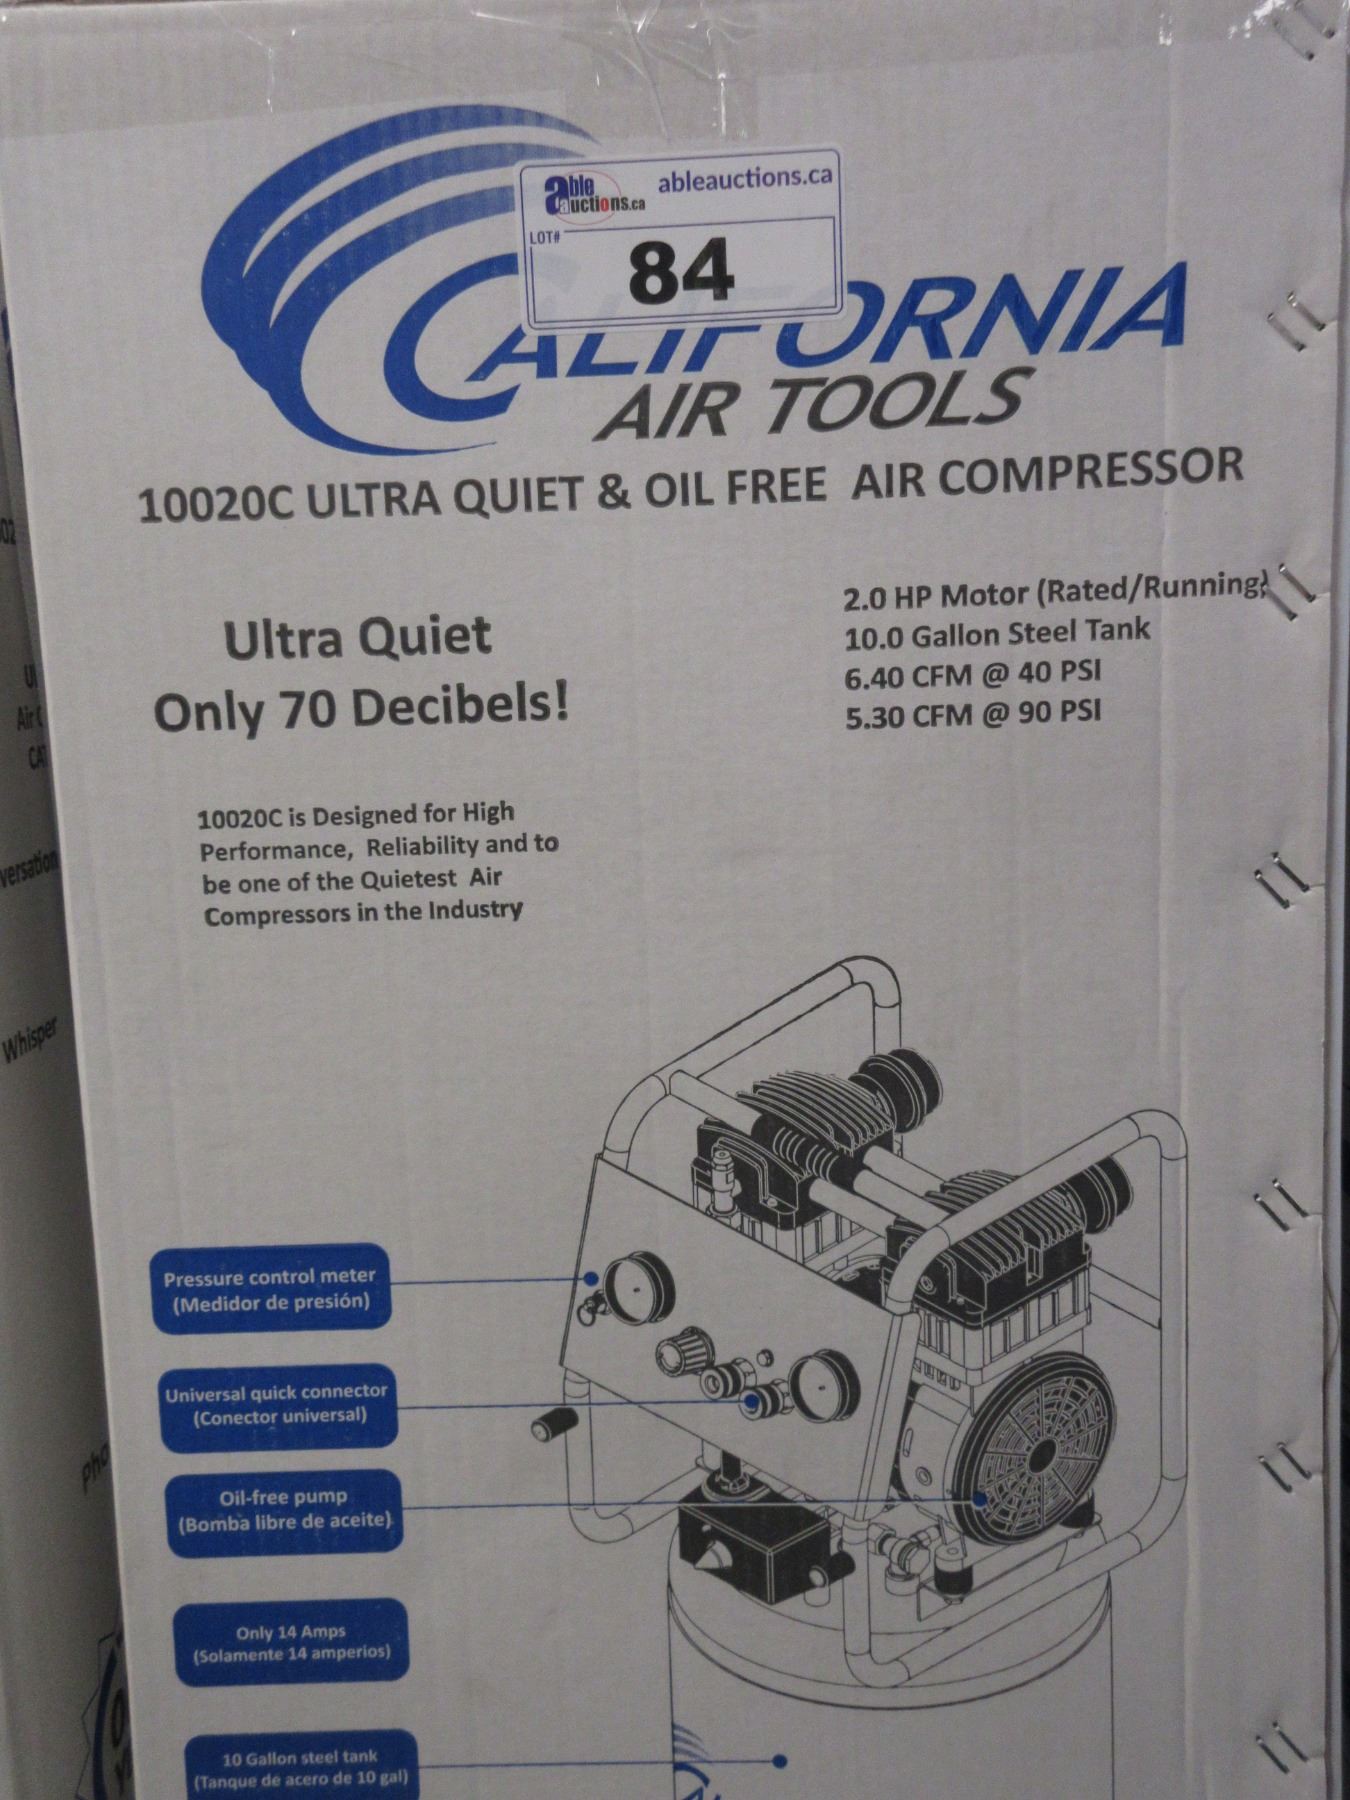 able auctions.ca
ableauctions.ca
LOT#
84
CALIFORNIA
AIR TOOLS
10020C ULTRA QUIET & OIL FREE AIR COMPRESSOR
Ultra Quiet
Only 70 Decibels!
2.0 HP Motor (Rated/Running)
10.0 Gallon Steel Tank
6.40 CFM @ 40 PSI
5.30 CFM @ 90 PSI
10020C is Designed for High
Performance, Reliability and to
be one of the Quietest Air
Compressors in the Industry
Pressure control meter
(Medidor de presión)
Universal quick connector
(Conector universal)
Oil-free pump
(Bomba libre de aceite)
Only 14 Amps
(Solamente 14 amperios)
10 Gallon steel tank
(Tanque de acero de 10 gal)
Whisper